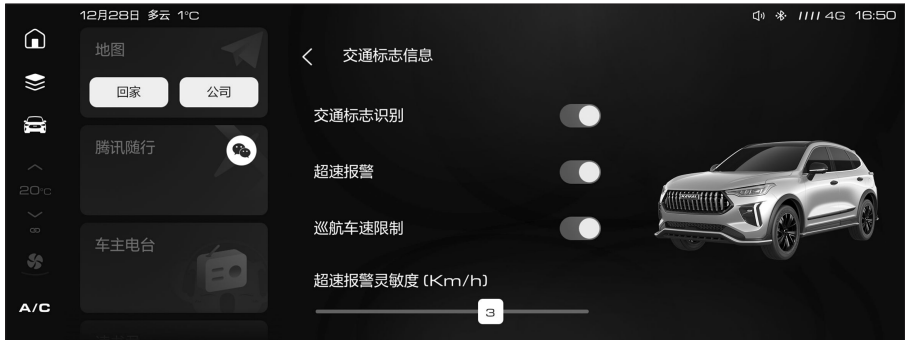 12月28日 多云 1°C
4G 16:50
地图
回家
公司
腾讯随行
车主电台
20°C
A/C
交通标志信息
交通标志识别
超速报警
巡航车速限制
超速报警灵敏度 (Km/h)
3